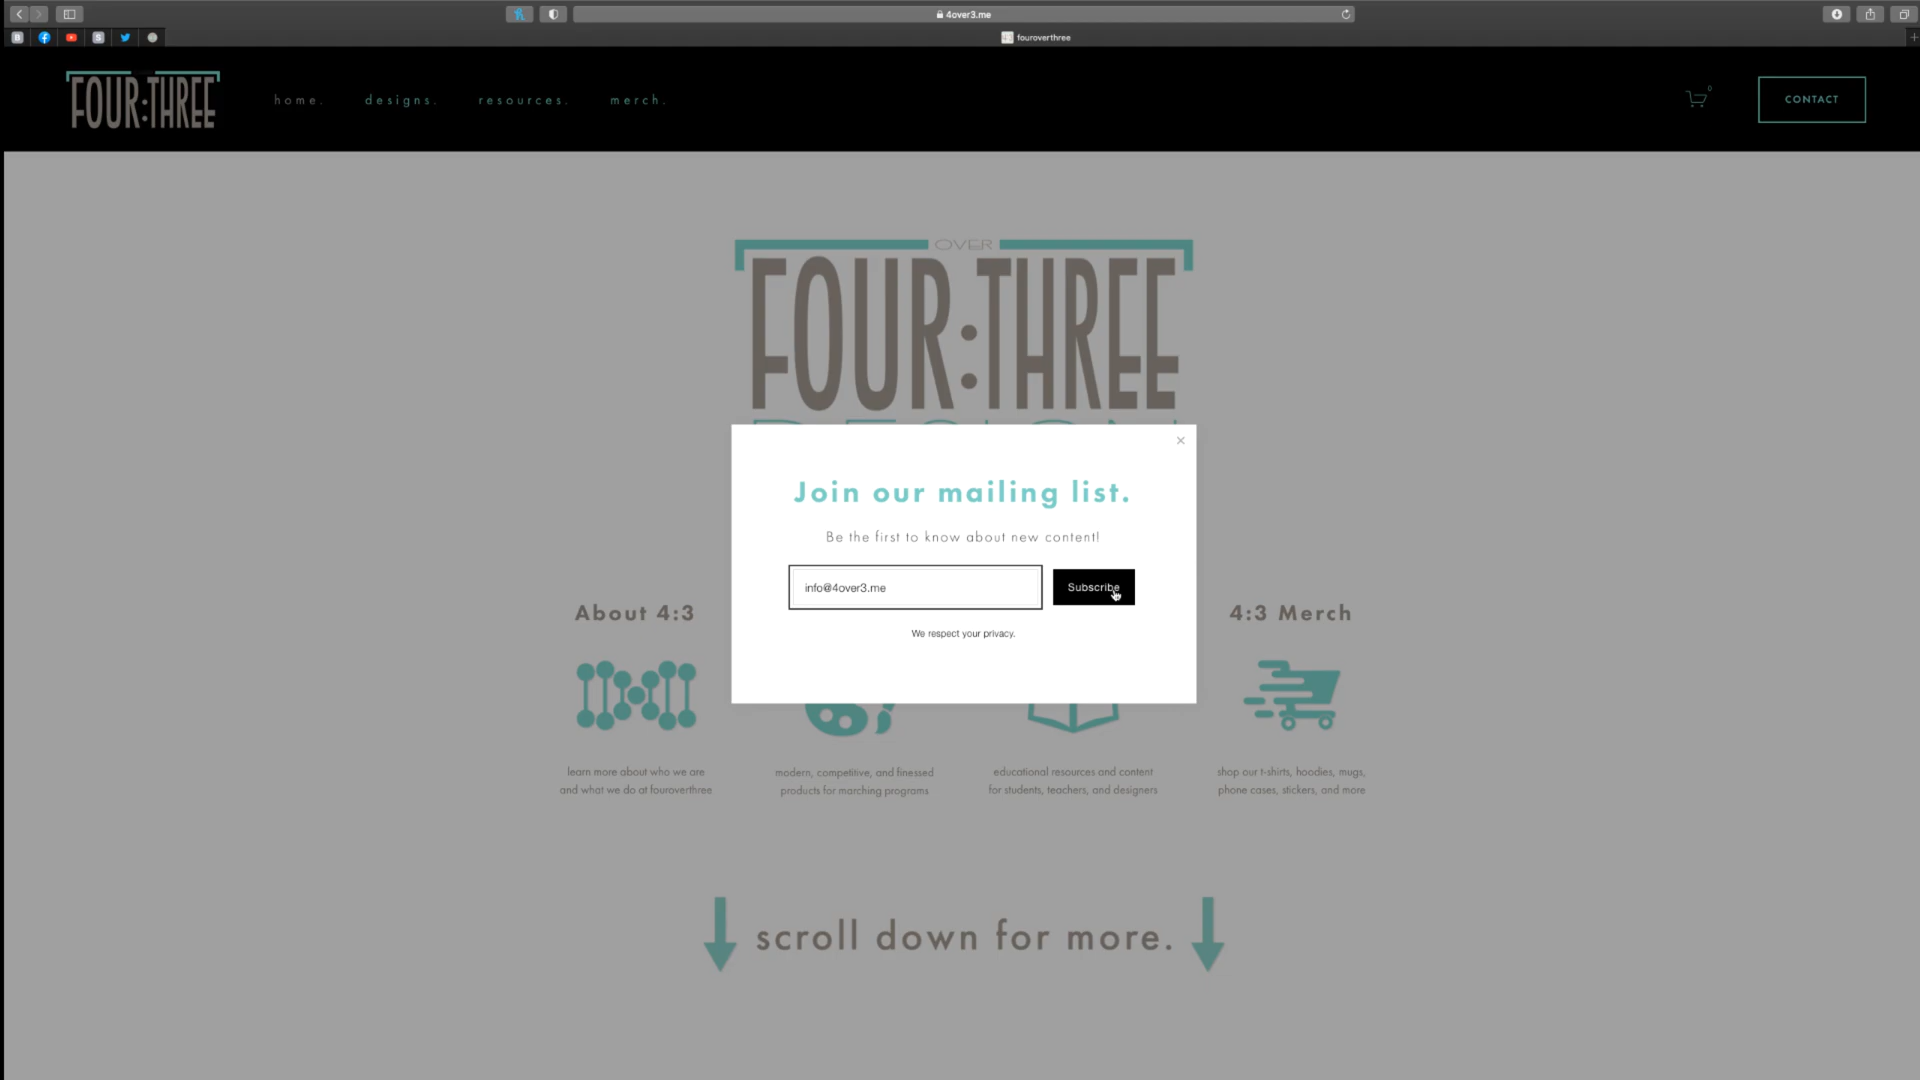 4over3.me
fouroverthree
FOUR:THREE
home.
designs.
resources.
merch.
0
CONTACT
OVER
FOUR:THREE
Join our mailing list.
Be the first to know about new content!
info@4over3.me
Subscribe
We respect your privacy.
About 4:3
4:3 Merch
learn more about who we are
and what we do at fouroverthree
modern, competitive, and finessed
products for marching programs
educational resources and content
for students, teachers, and designers
shop our t-shirts, hoodies, mugs,
phone cases, stickers, and more
scroll down for more.